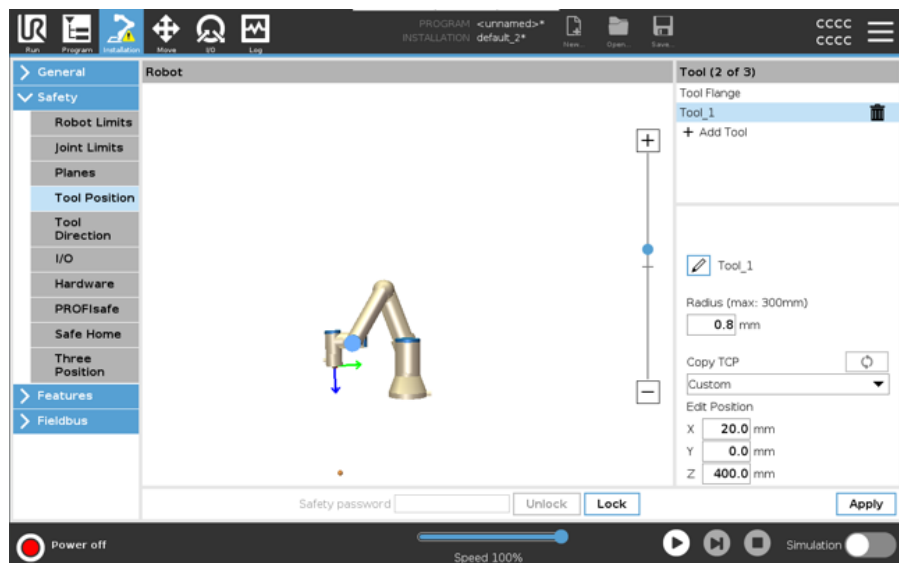 PROGRAM <unnamed>*
INSTALLATION default_2*
Run Program Installation Move I/O Log New... Open... Save...
CCCC
CCCC
General
Safety
Robot Limits
Joint Limits
Planes
Tool Position
Tool
Direction
I/O
Hardware
PROFIsafe
Safe Home
Three
Position
Features
Fieldbus
Robot
Tool (2 of 3)
Tool Flange
Tool_1
+ Add Tool
Tool_1
Radius (max: 300mm)
0.8 mm
Copy TCP
Custom
Edit Position
X 20.0 mm
Y 0.0 mm
Z 400.0 mm
Safety password Unlock Lock Apply
Power off
Speed 100%
Simulation